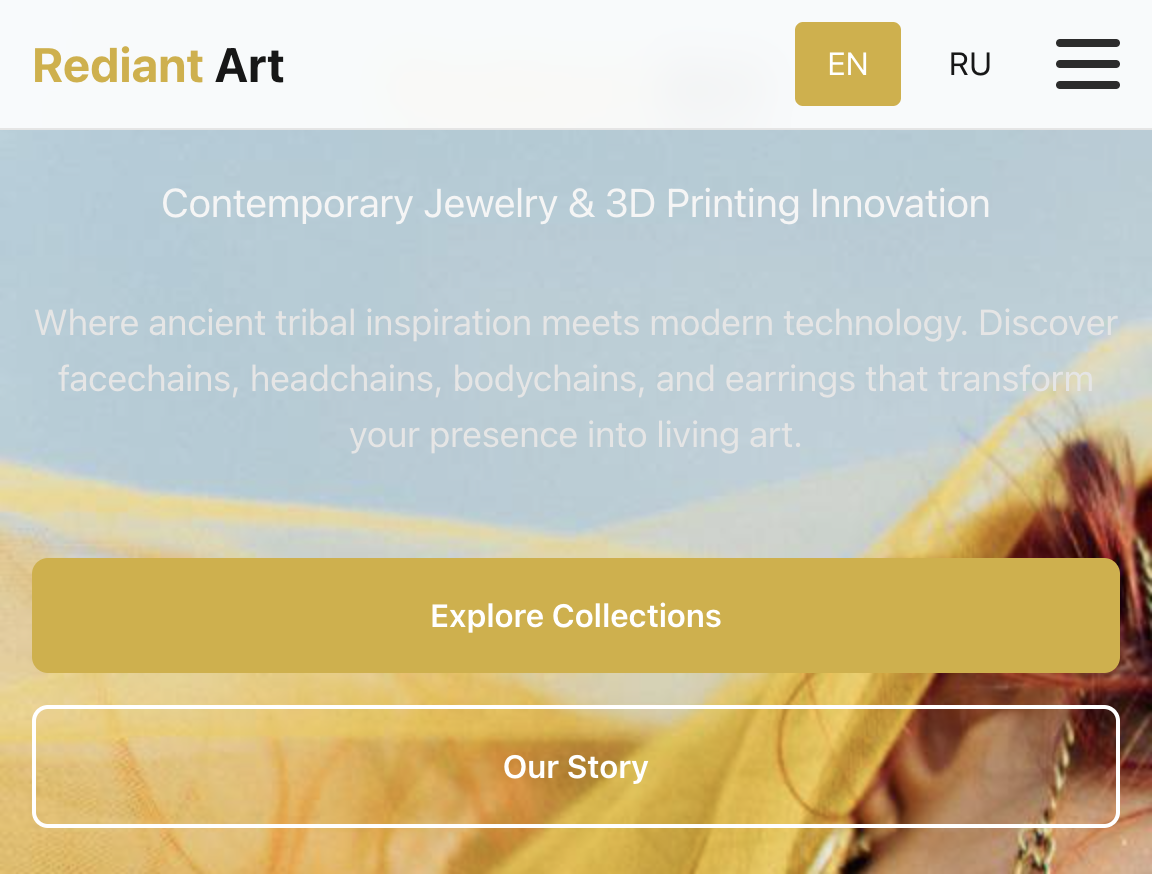 Rediant Art
EN
RU
Contemporary Jewelry & 3D Printing Innovation
Where ancient tribal inspiration meets modern technology. Discover
facechains, headchains, bodychains, and earrings that transform
your presence into living art.
Explore Collections
Our Story